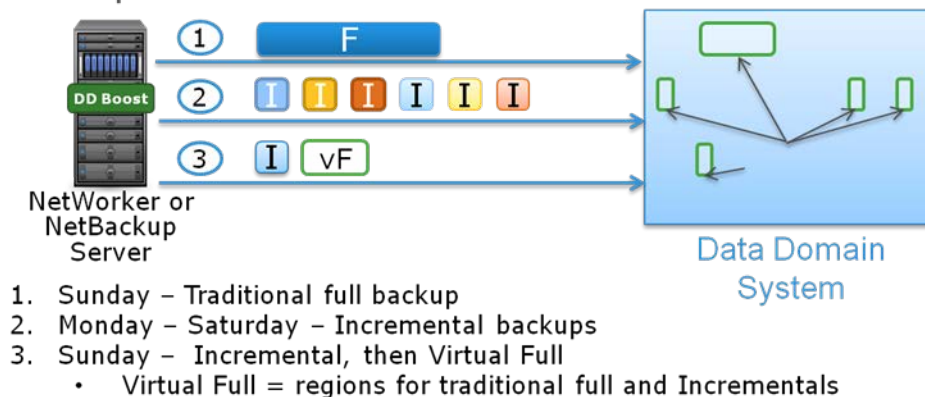 1 F
DD Boost 2 I I I I I I
3 I vF
NetWorker or
NetBackup
Server
Data Domain
System
1. Sunday – Traditional full backup
2. Monday – Saturday – Incremental backups
3. Sunday – Incremental, then Virtual Full
• Virtual Full = regions for traditional full and Incrementals